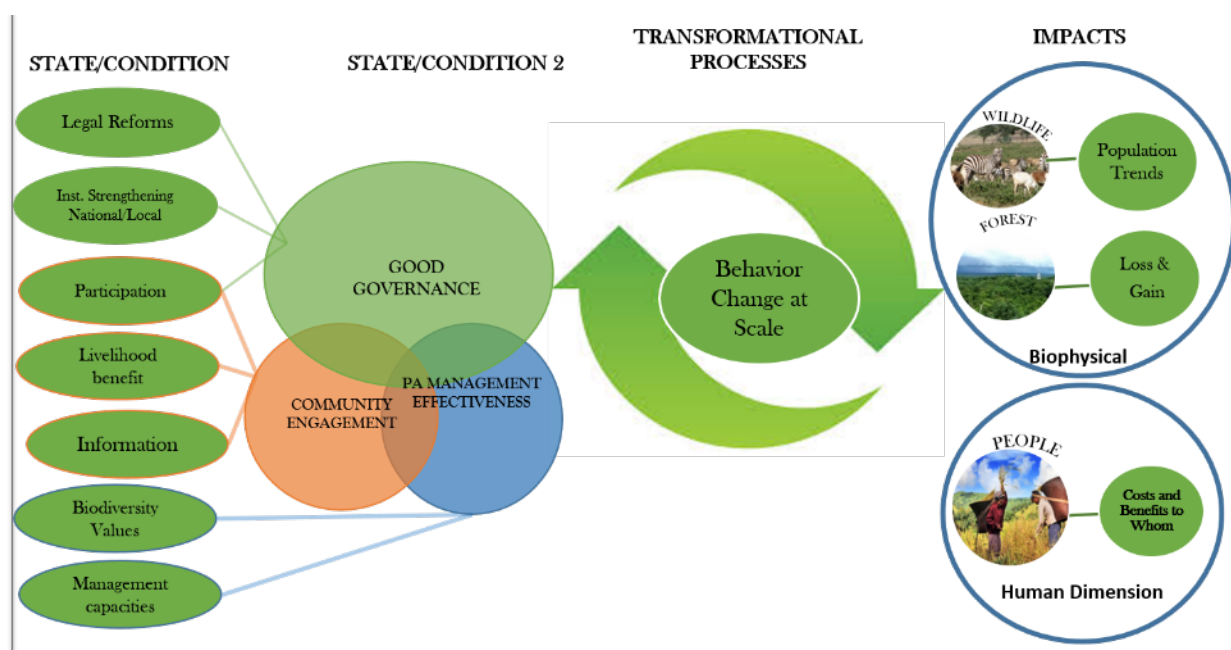 STATE/CONDITION
STATE/CONDITION 2
TRANSFORMATIONAL
PROCESSES
IMPACTS
Legal Reforms
Inst. Strengthening
National/Local
Participation
Livelihood
benefit
Information
Biodiversity
Values
Management
capacities
GOOD
GOVERNANCE
COMMUNITY
ENGAGEMENT
PA MANAGEMENT
EFFECTIVENESS
Behavior
Change at
Scale
WILDLIFE
Population
Trends
FOREST
Loss &
Gain
Biophysical
PEOPLE
Costs and
Benefits to
Whom
Human Dimension